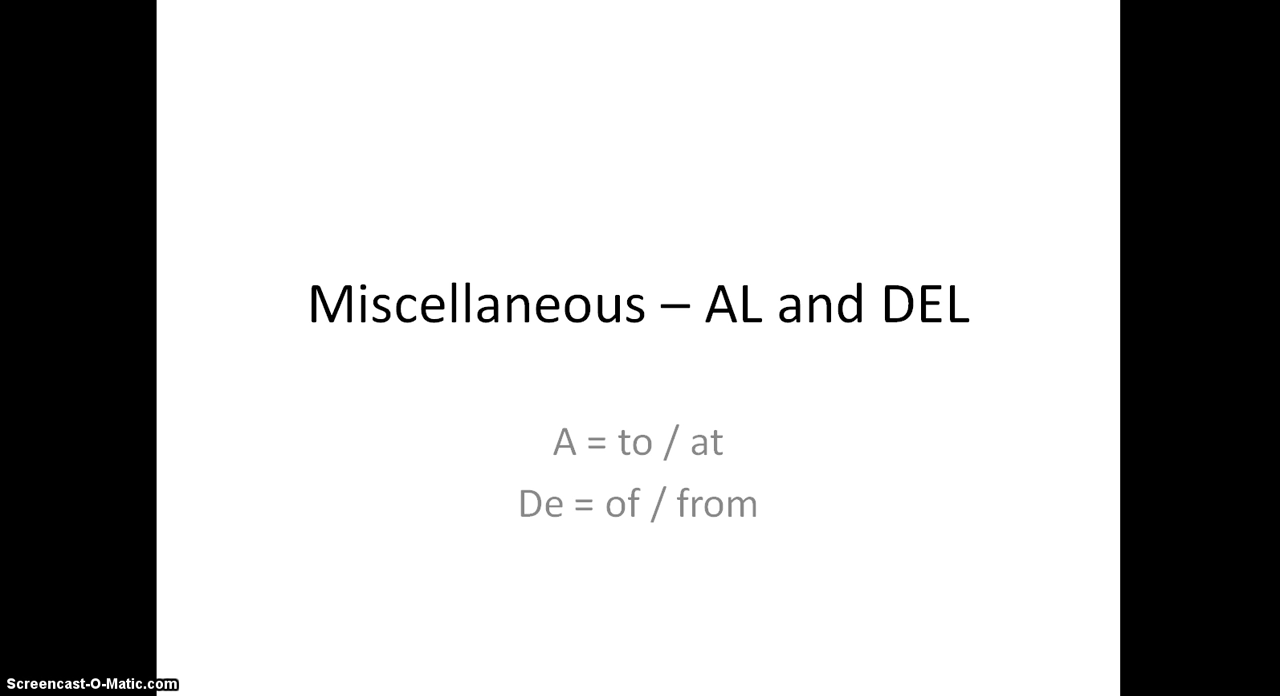 Miscellaneous – AL and DEL
A = to / at
De = of / from
Screencast-O-Matic.com